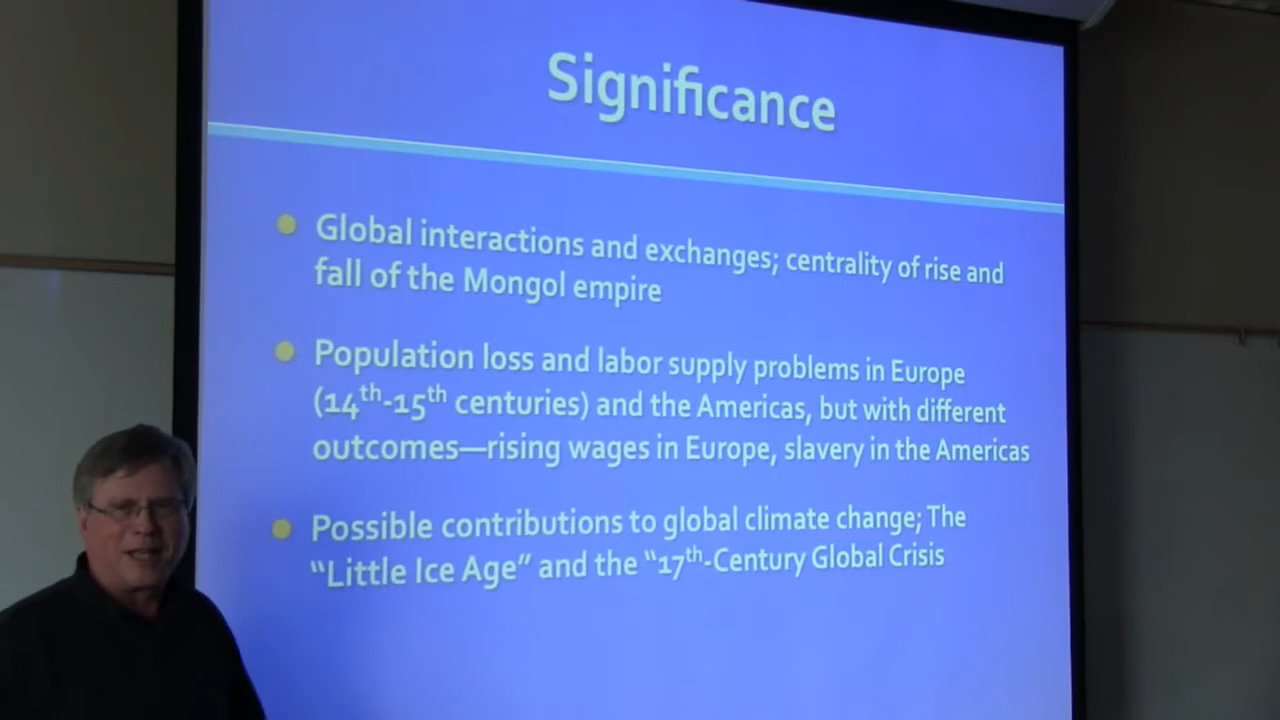 Significance
Global interactions and exchanges; centrality of rise and
fall of the Mongol empire
Population loss and labor supply problems in Europe
(14th-15th centuries) and the Americas, but with different
outcomes—rising wages in Europe, slavery in the Americas
Possible contributions to global climate change; The
“Little Ice Age” and the “17th-Century Global Crisis